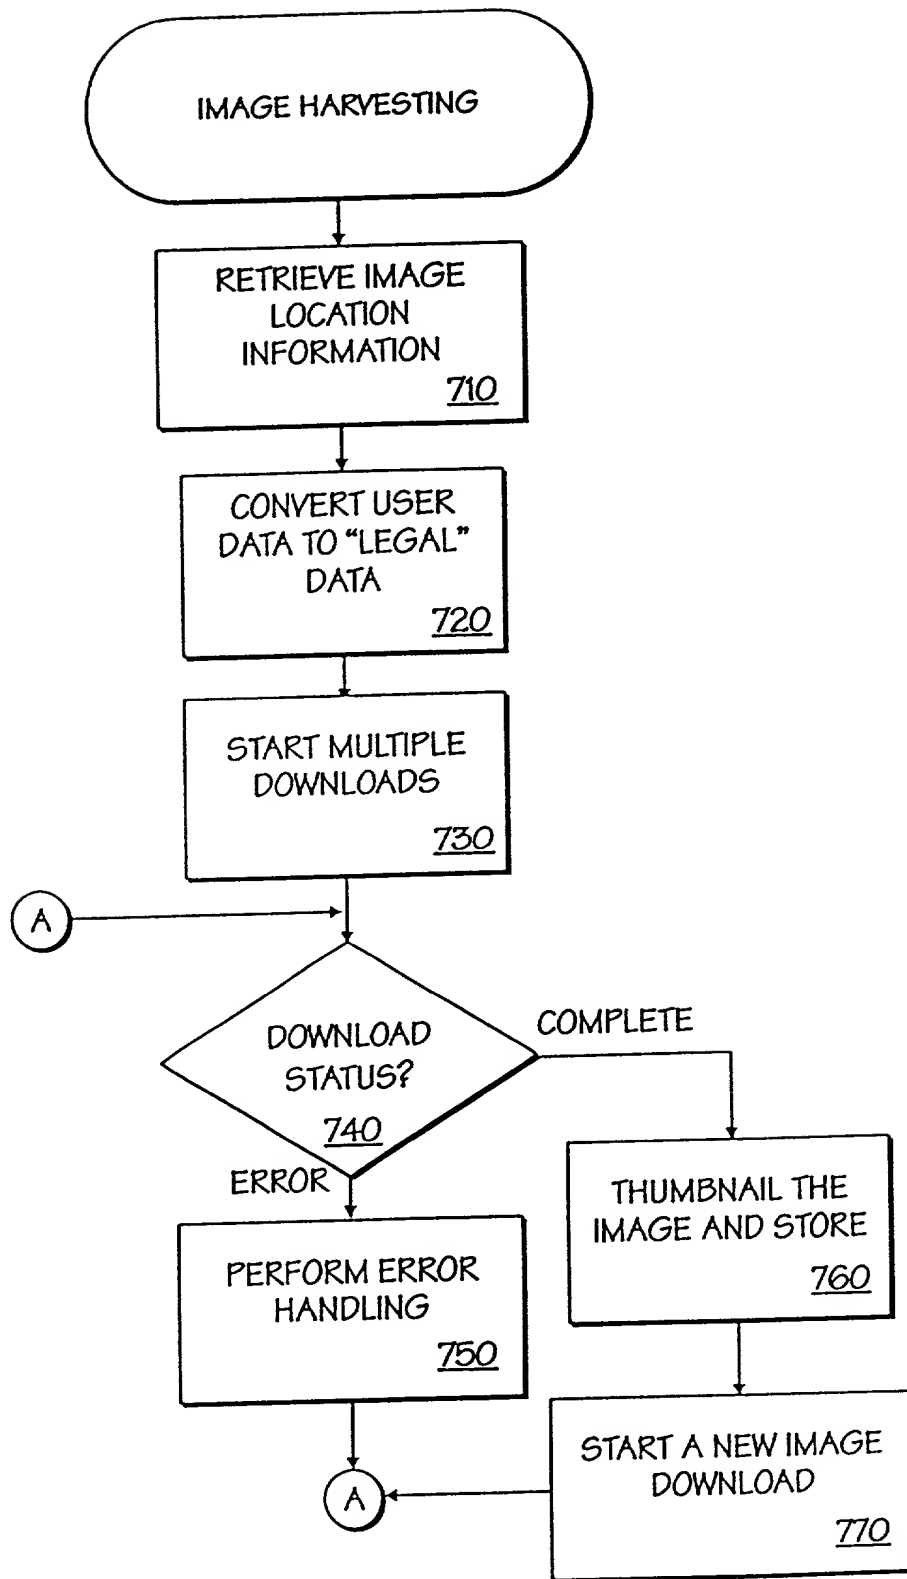 IMAGE HARVESTING
RETRIEVE IMAGE
LOCATION
INFORMATION
710
CONVERT USER
DATA TO “LEGAL”
DATA
720
START MULTIPLE
DOWNLOADS
730
A
DOWNLOAD
STATUS?
740
COMPLETE
ERROR
THUMBNAIL THE
IMAGE AND STORE
760
PERFORM ERROR
HANDLING
750
START A NEW IMAGE
DOWNLOAD
770
A